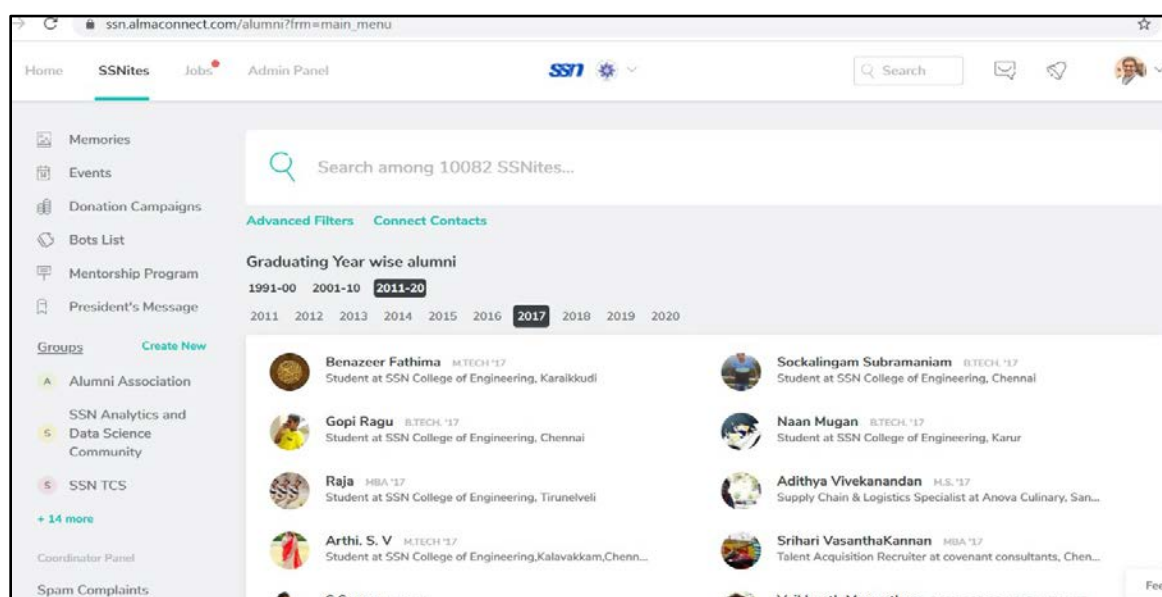 ssn.almaconnect.com/alumni?frm=main_menu
Home SSNites Jobs Admin Panel ssn Search
Memories
Events
Donation Campaigns
Bots List
Mentorship Program
President's Message
Groups Create New
A Alumni Association
SSN Analytics and
S Data Science
Community
S SSN TCS
+ 14 more
Coordinator Panel
Spam Complaints
Search among 10082 SSNites...
Advanced Filters Connect Contacts
Graduating Year wise alumni
1991-00 2001-10 2011-20
2011 2012 2013 2014 2015 2016 2017 2018 2019 2020
Benazeer Fathima M.TECH '17
Student at SSN College of Engineering, Karaikkudi
Sockalingam Subramaniam B.TECH. '17
Student at SSN College of Engineering, Chennai
Gopi Ragu B.TECH. '17
Student at SSN College of Engineering, Chennai
Naan Mugan B.TECH. '17
Student at SSN College of Engineering, Karur
Raja MBA '17
Student at SSN College of Engineering, Tirunelveli
Adithya Vivekanandan M.S. '17
Supply Chain & Logistics Specialist at Anova Culinary, San...
Arthi. S. V M.TECH '17
Student at SSN College of Engineering,Kalavakkam,Chenn...
Srihari VasanthaKannan MBA '17
Talent Acquisition Recruiter at covenant consultants, Chen...
Fee